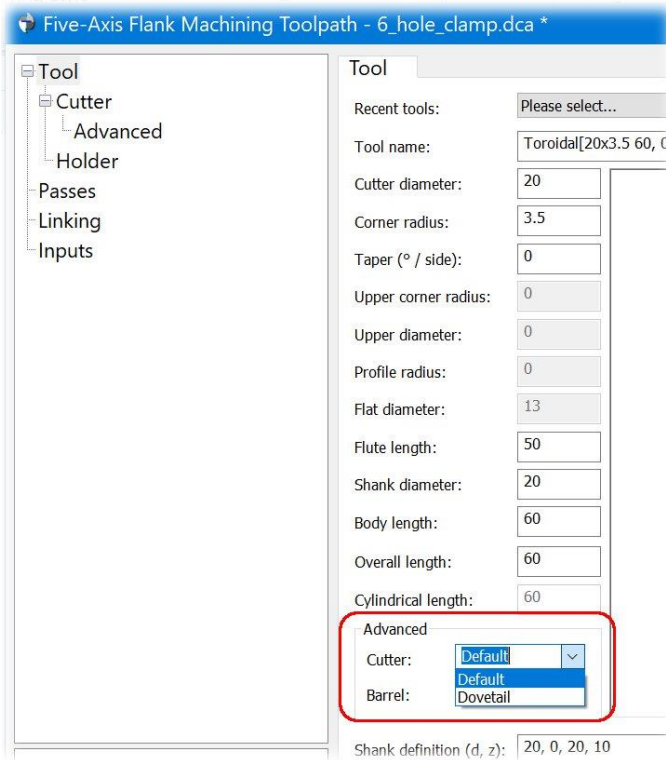 Five-Axis Flank Machining Toolpath - 6_hole_clamp.dca *
Tool
Cutter
Advanced
Holder
Passes
Linking
Inputs
Tool
Recent tools: Please select...
Tool name: Toroidal[20x3.5 60,
Cutter diameter: 20
Corner radius: 3.5
Taper (° / side): 0
Upper corner radius: 0
Upper diameter: 0
Profile radius: 0
Flat diameter: 13
Flute length: 50
Shank diameter: 20
Body length: 60
Overall length: 60
Cylindrical length: 60
Advanced
Cutter: Default
Default
Barrel: Dovetail
Shank definition (d, z): 20, 0, 20, 10